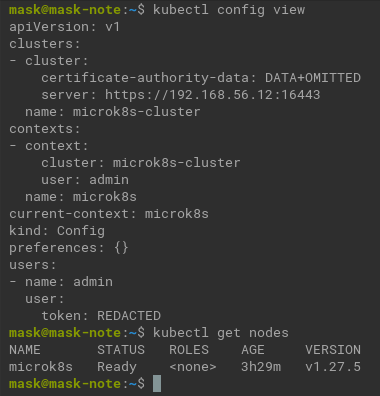 mask@mask-note:~$ kubectl config view
apiVersion: v1
clusters:
- cluster:
    certificate-authority-data: DATA+OMITTED
    server: https://192.168.56.12:16443
  name: microk8s-cluster
contexts:
- context:
    cluster: microk8s-cluster
    user: admin
  name: microk8s
current-context: microk8s
kind: Config
preferences: {}
users:
- name: admin
  user:
    token: REDACTED
mask@mask-note:~$ kubectl get nodes
NAME       STATUS   ROLES    AGE     VERSION
microk8s   Ready    <none>   3h29m   v1.27.5
mask@mask-note:~$